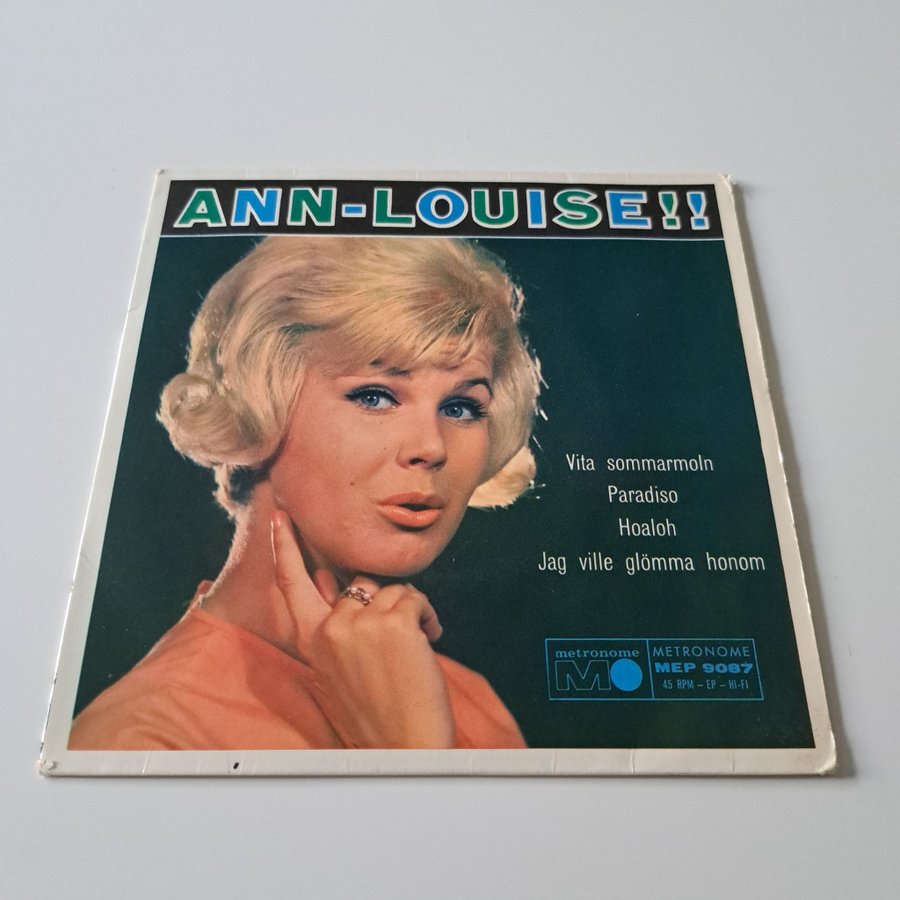 ANN-LOUISE!!
Vita sommarmoln
Paradiso
Hoaloh
Jag ville glömma honom
metronome
M
METRONOME
MEP 9087
45 RPM – EP – HI-FI